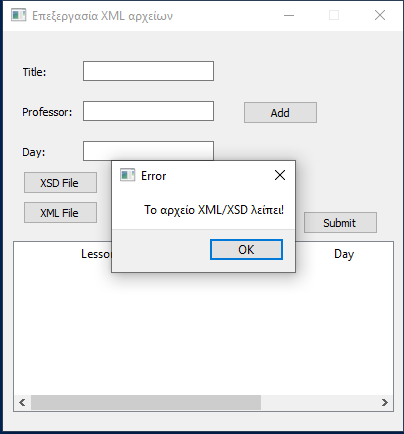 Επεξεργασία XML αρχείων
Title:
Professor:
Add
Day:
Error
XSD File
Το αρχείο XML/XSD λείπει!
XML File
Submit
OK
Day